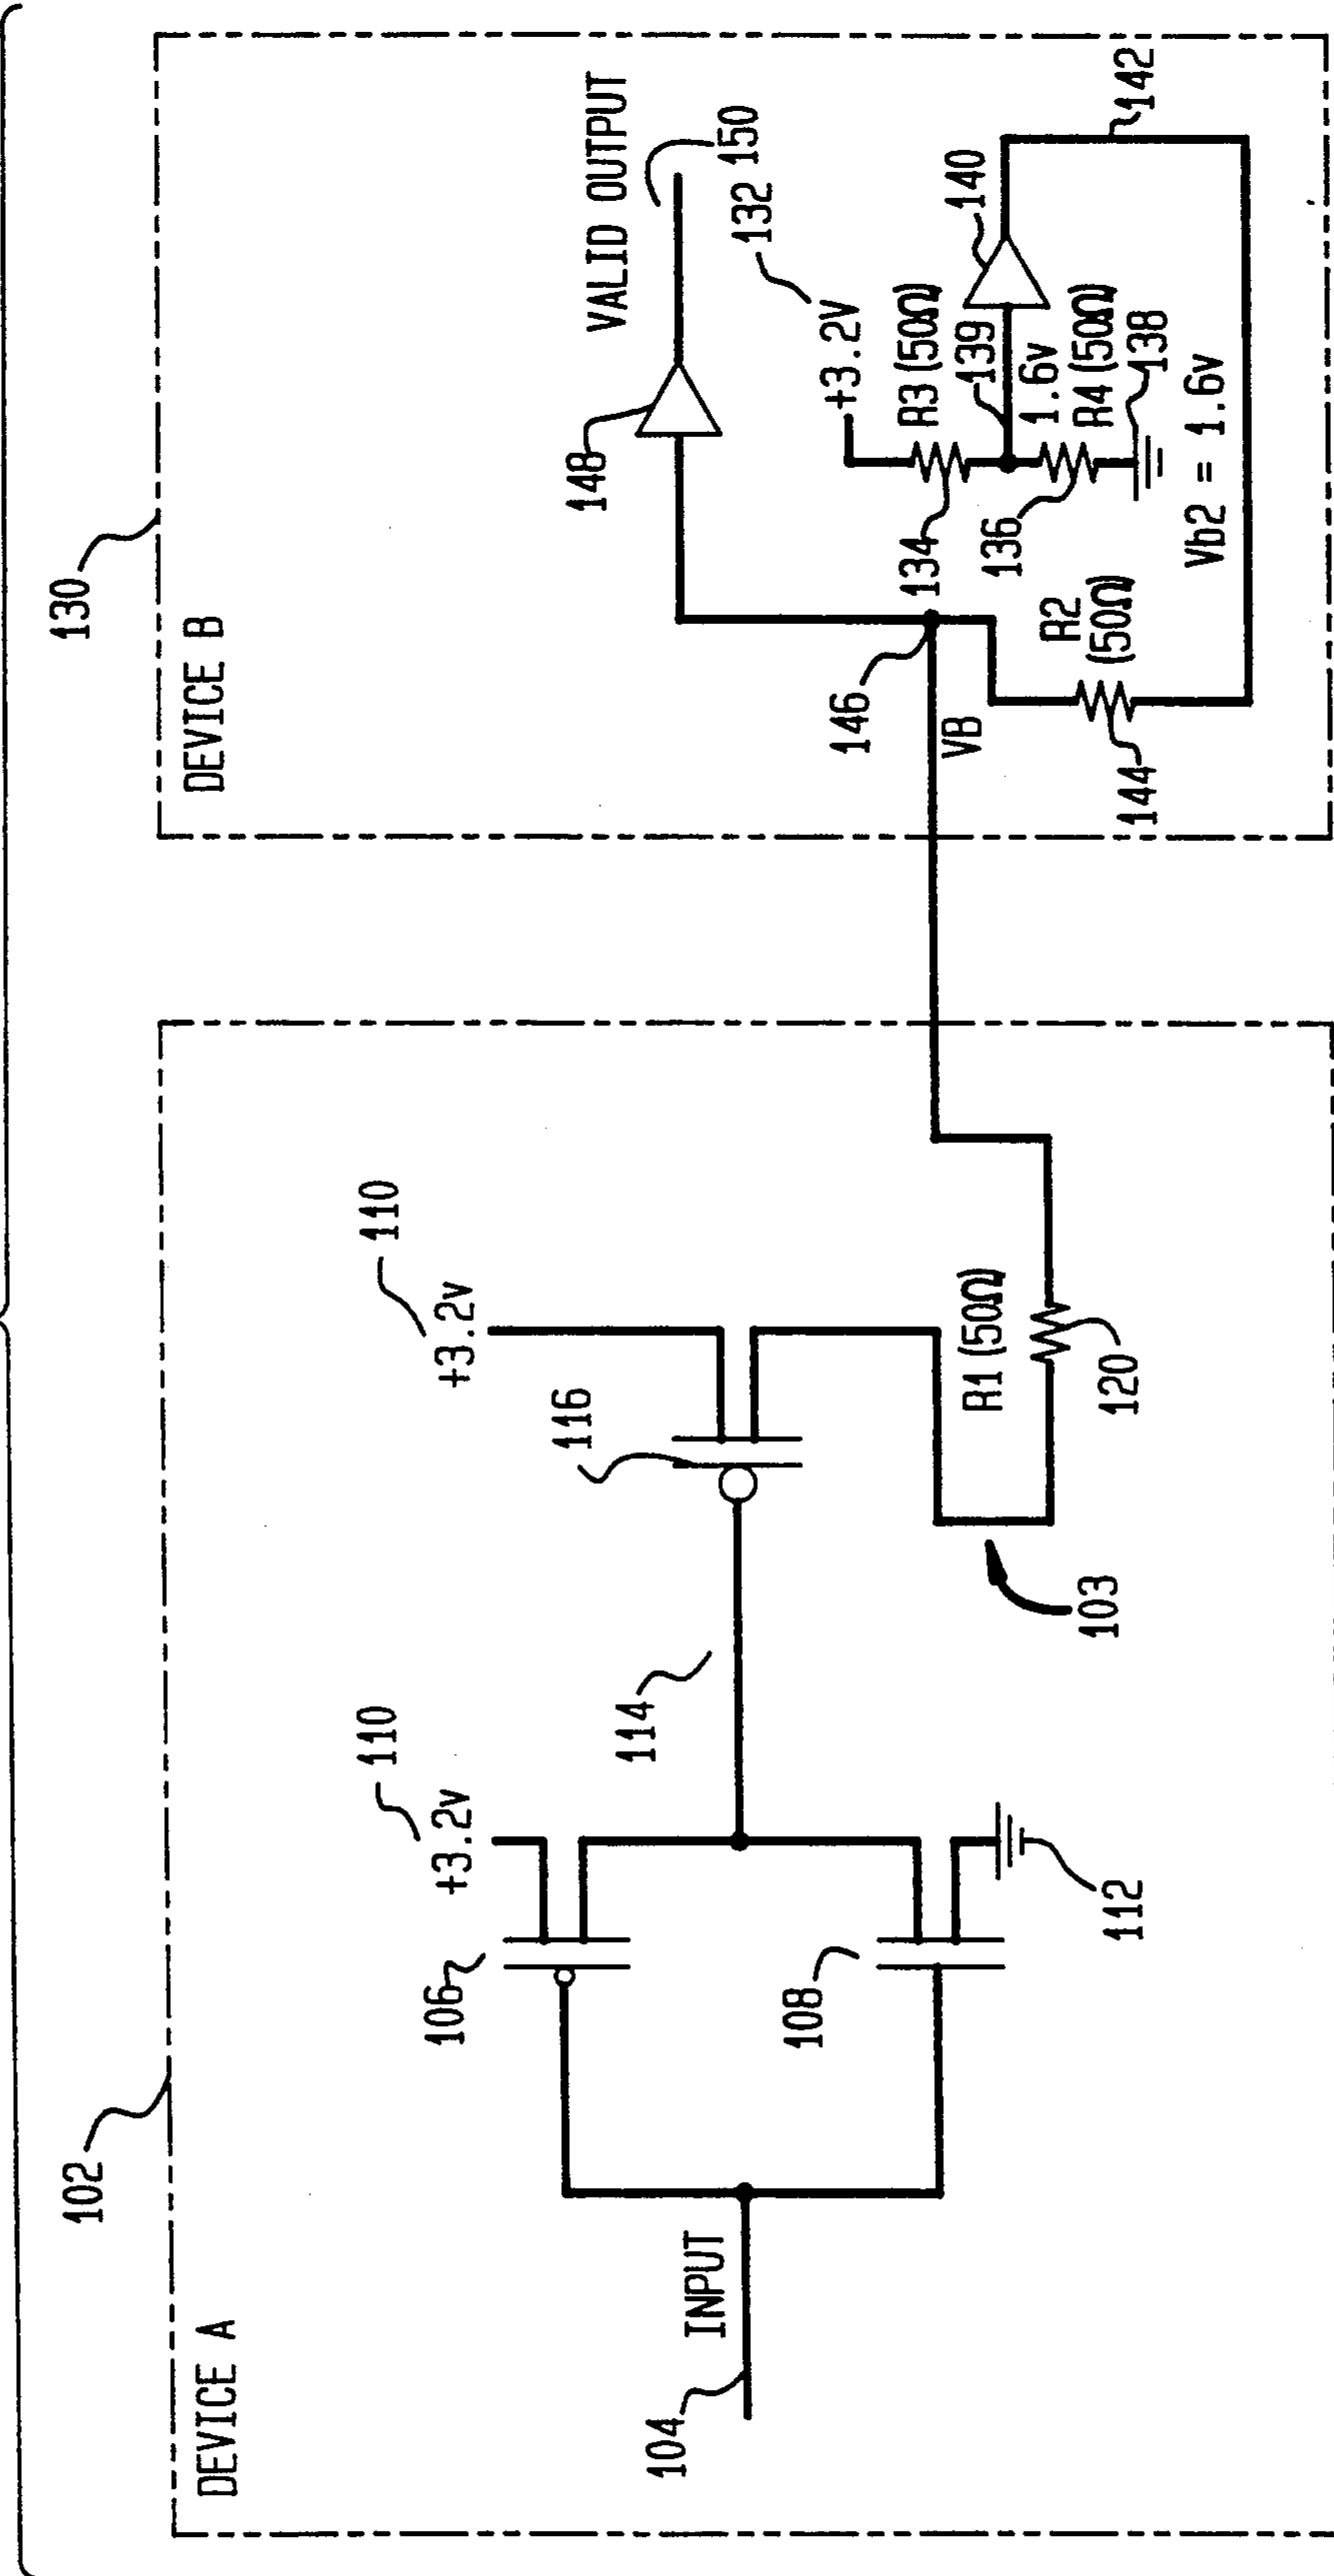 130
DEVICE B
VALID OUTPUT
150
132
148
+3.2V
R3 (50Ω)
139
140
1.6v
R4 (50Ω)
138
142
134
136
Vb2 = 1.6v
146
VB
R2
(50Ω)
144
102
DEVICE A
110
+3.2v
116
R1 (50Ω)
120
103
114
110
+3.2v
106
108
112
INPUT
104